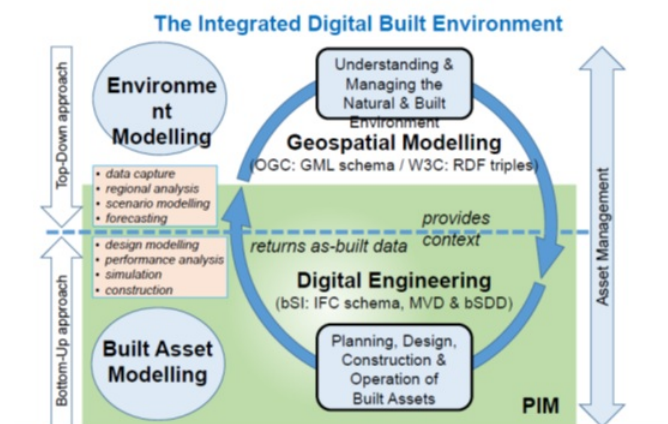 The Integrated Digital Built Environment
Top-Down approach
Environme
nt
Modelling
• data capture
• regional analysis
• scenario modelling
• forecasting
Understanding &
Managing the
Natural & Built
Environment
Geospatial Modelling
(OGC: GML schema / W3C: RDF triples)
provides
context
returns as-built data
Asset Management
Bottom-Up approach
• design modelling
• performance analysis
• simulation
• construction
Built Asset
Modelling
Digital Engineering
(bSI: IFC schema, MVD & bSDD)
Planning, Design,
Construction &
Operation of
Built Assets
PIM